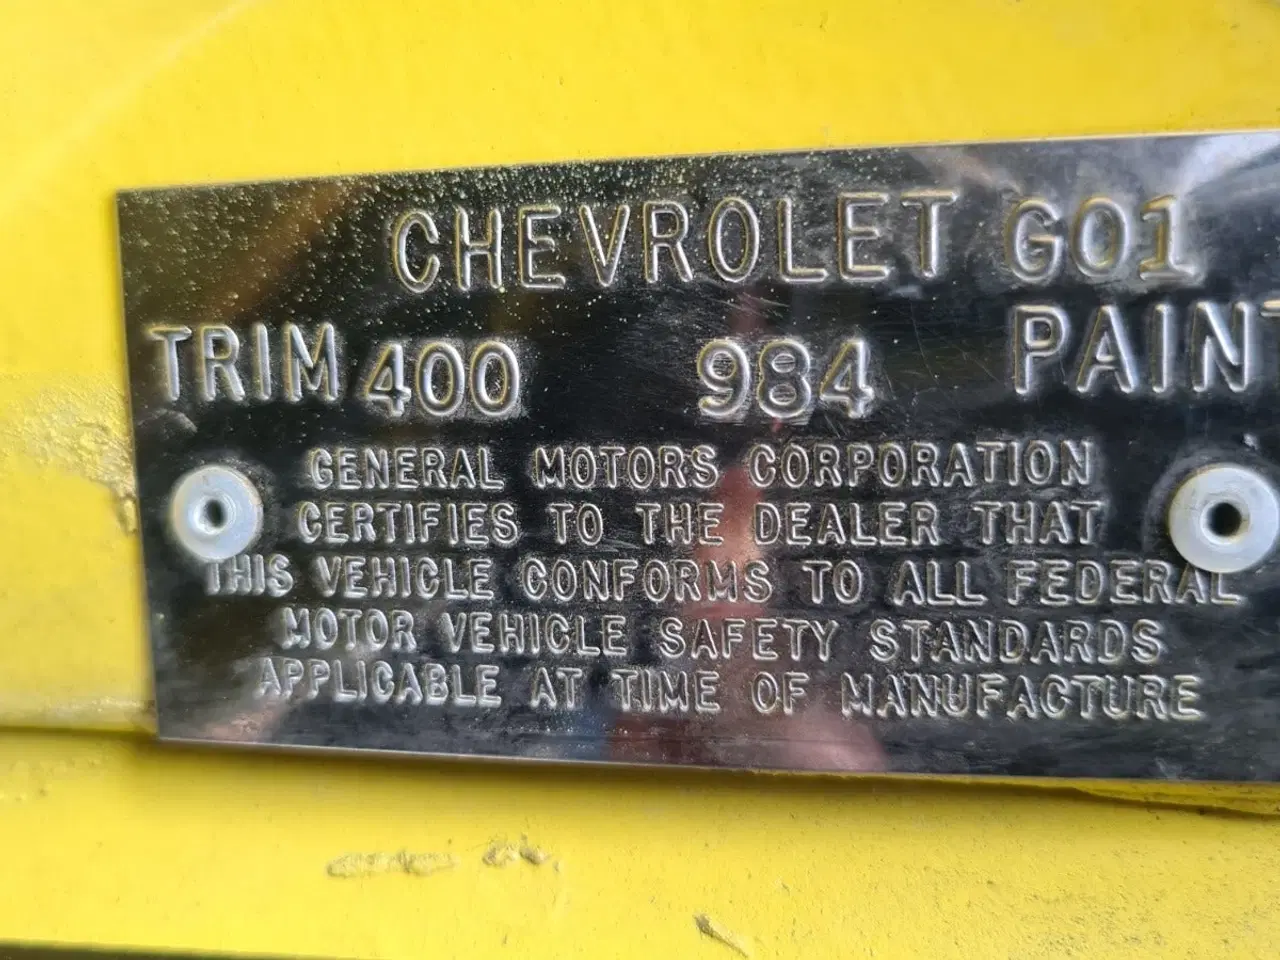 CHEVROLET G01
TRIM 400 984 PAINT
GENERAL MOTORS CORPORATION
CERTIFIES TO THE DEALER THAT
THIS VEHICLE CONFORMS TO ALL FEDERAL
MOTOR VEHICLE SAFETY STANDARDS
APPLICABLE AT TIME OF MANUFACTURE